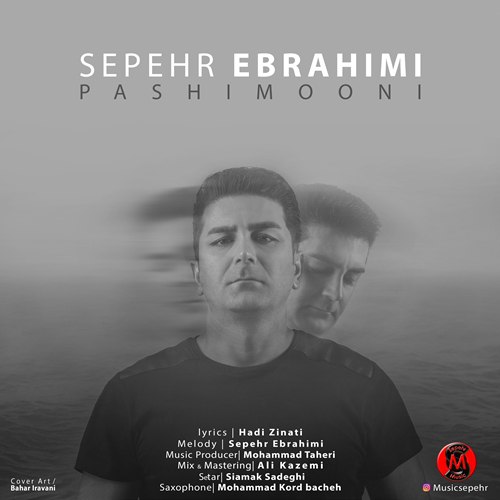 SEPEHR EBRAHIMI
PASHIMOONI
lyrics | Hadi Zinati
Melody | Sepehr Ebrahimi
Music Producer| Mohammad Taheri
Mix & Mastering| Ali Kazemi
Setar| Siamak Sadeghi
Saxophone| Mohammad Kord bacheh
Cover Art /
Bahar Iravani
M
Musicsepehr